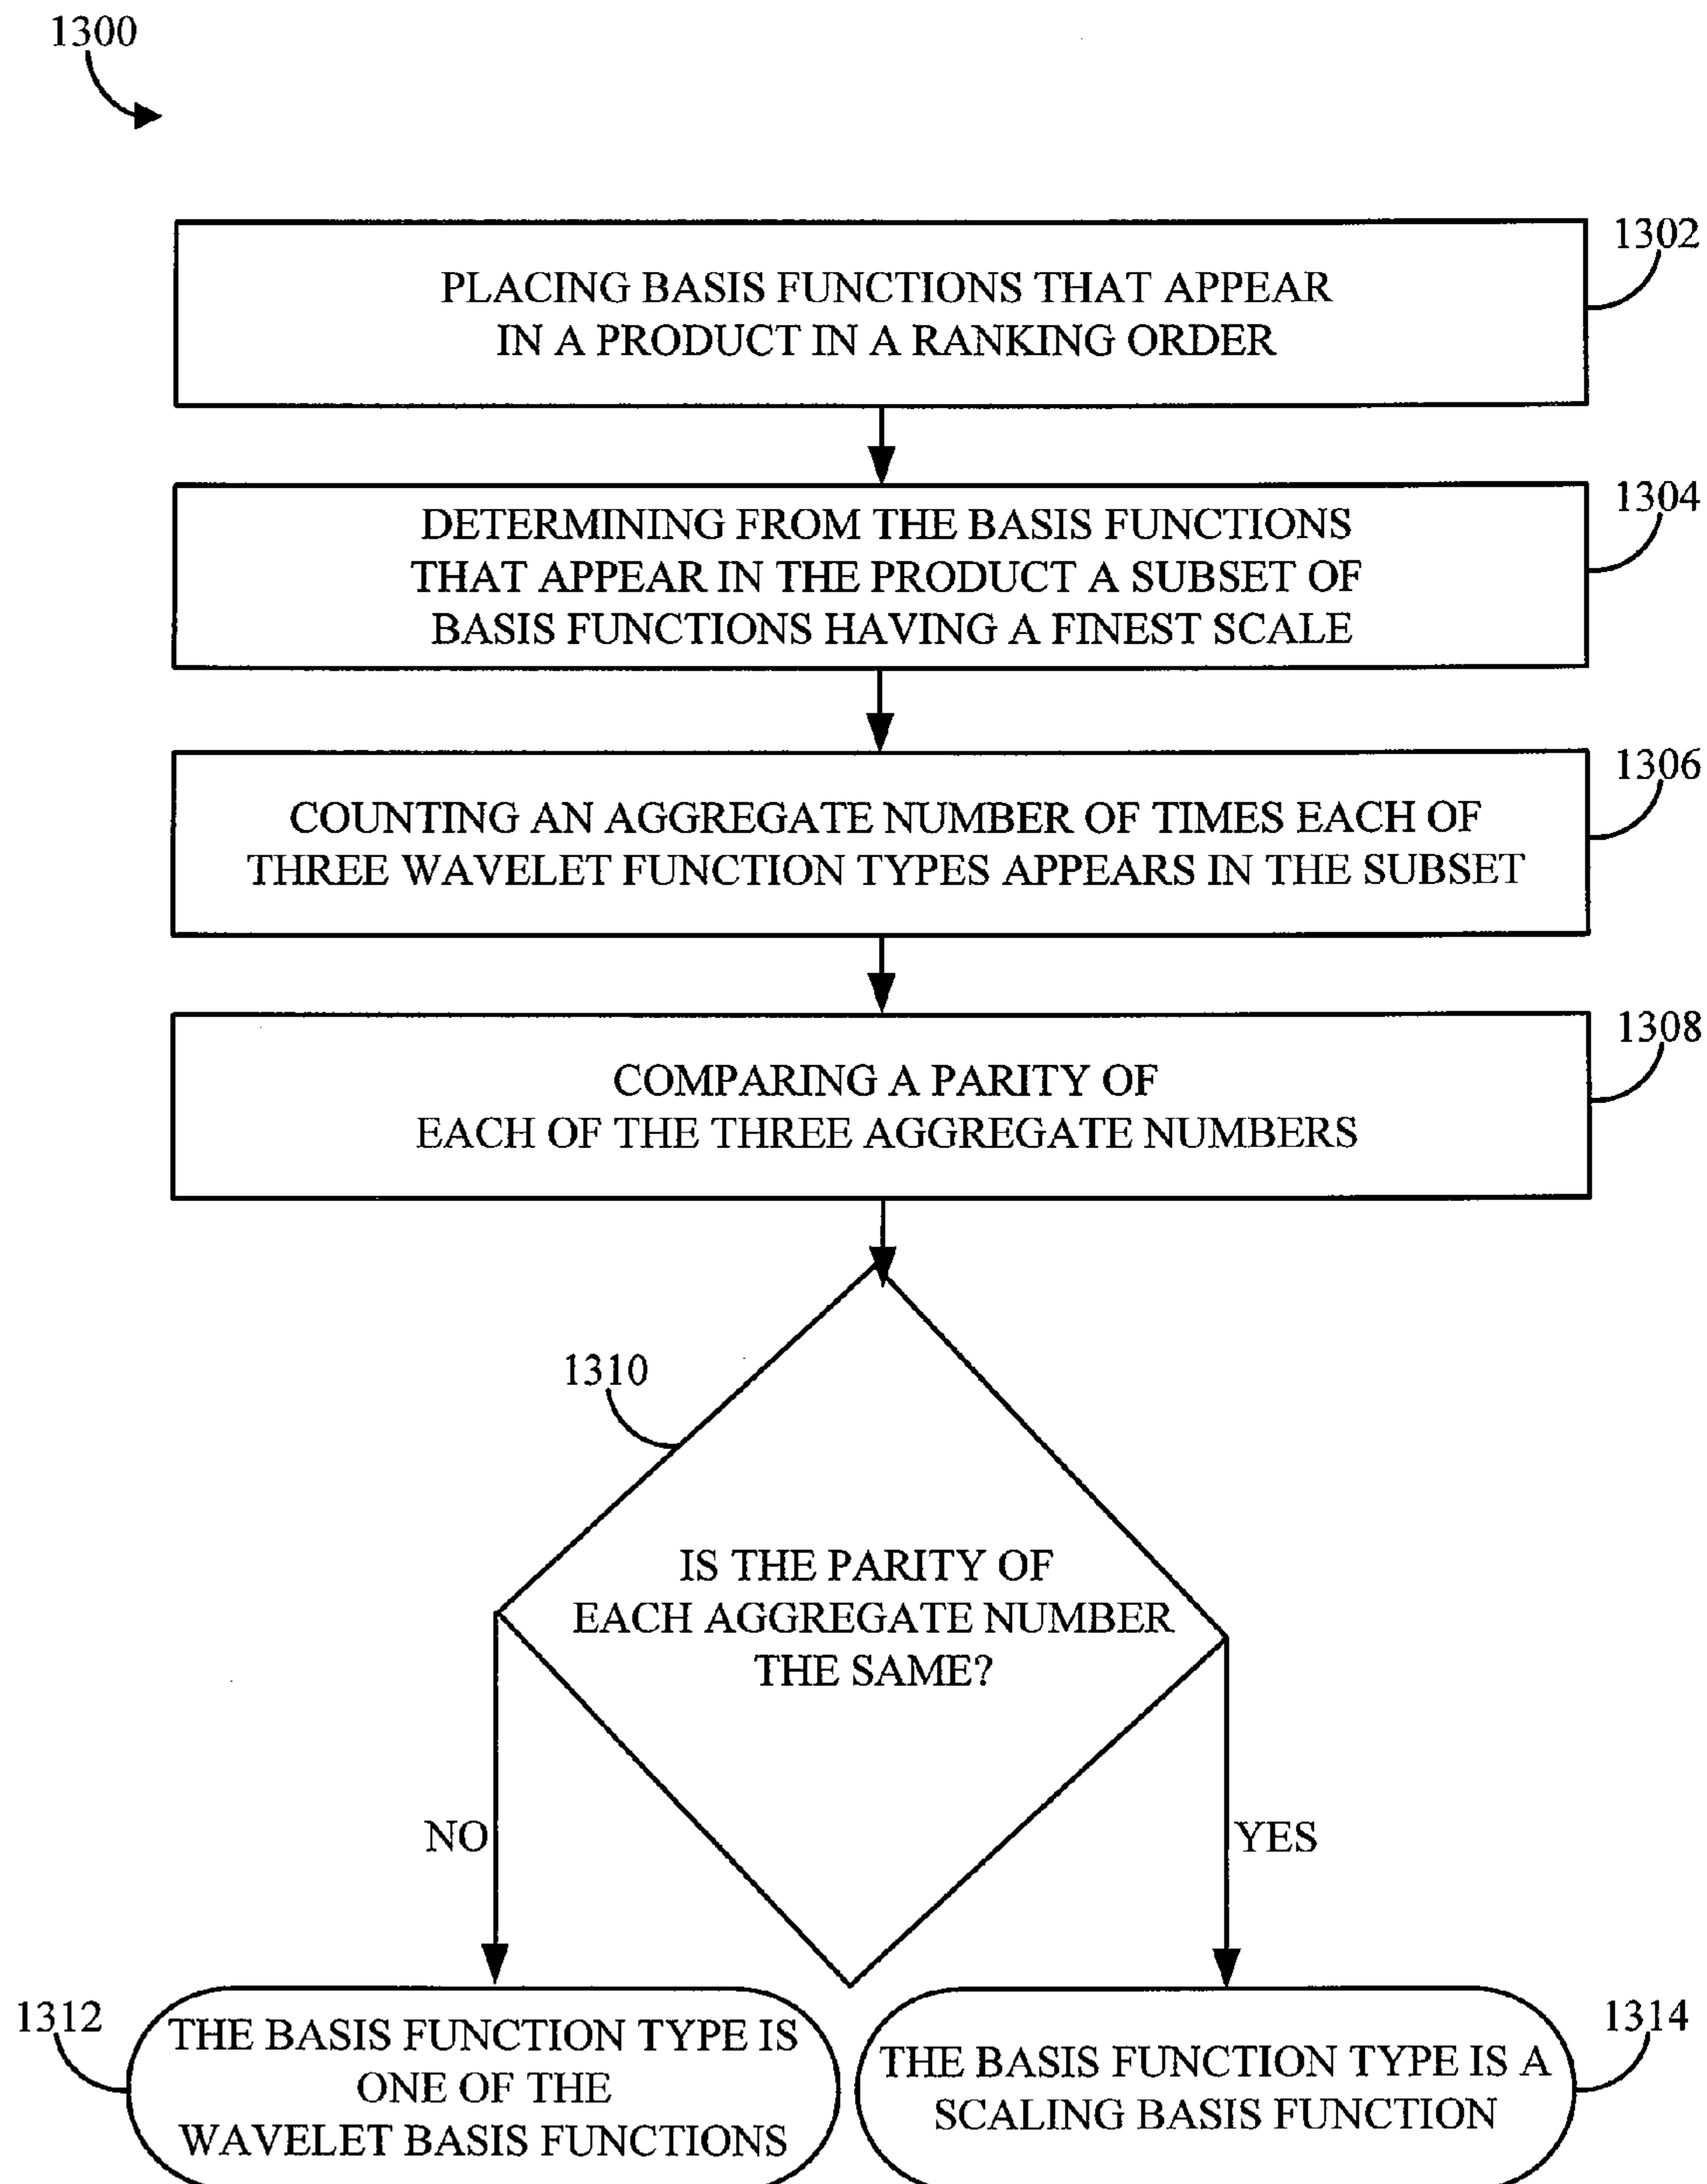 1300
1302
PLACING BASIS FUNCTIONS THAT APPEAR
IN A PRODUCT IN A RANKING ORDER
1304
DETERMINING FROM THE BASIS FUNCTIONS
THAT APPEAR IN THE PRODUCT A SUBSET OF
BASIS FUNCTIONS HAVING A FINEST SCALE
1306
COUNTING AN AGGREGATE NUMBER OF TIMES EACH OF
THREE WAVELET FUNCTION TYPES APPEARS IN THE SUBSET
1308
COMPARING A PARITY OF
EACH OF THE THREE AGGREGATE NUMBERS
1310
IS THE PARITY OF
EACH AGGREGATE NUMBER
THE SAME?
NO
YES
1312
THE BASIS FUNCTION TYPE IS
ONE OF THE
WAVELET BASIS FUNCTIONS
1314
THE BASIS FUNCTION TYPE IS A
SCALING BASIS FUNCTION